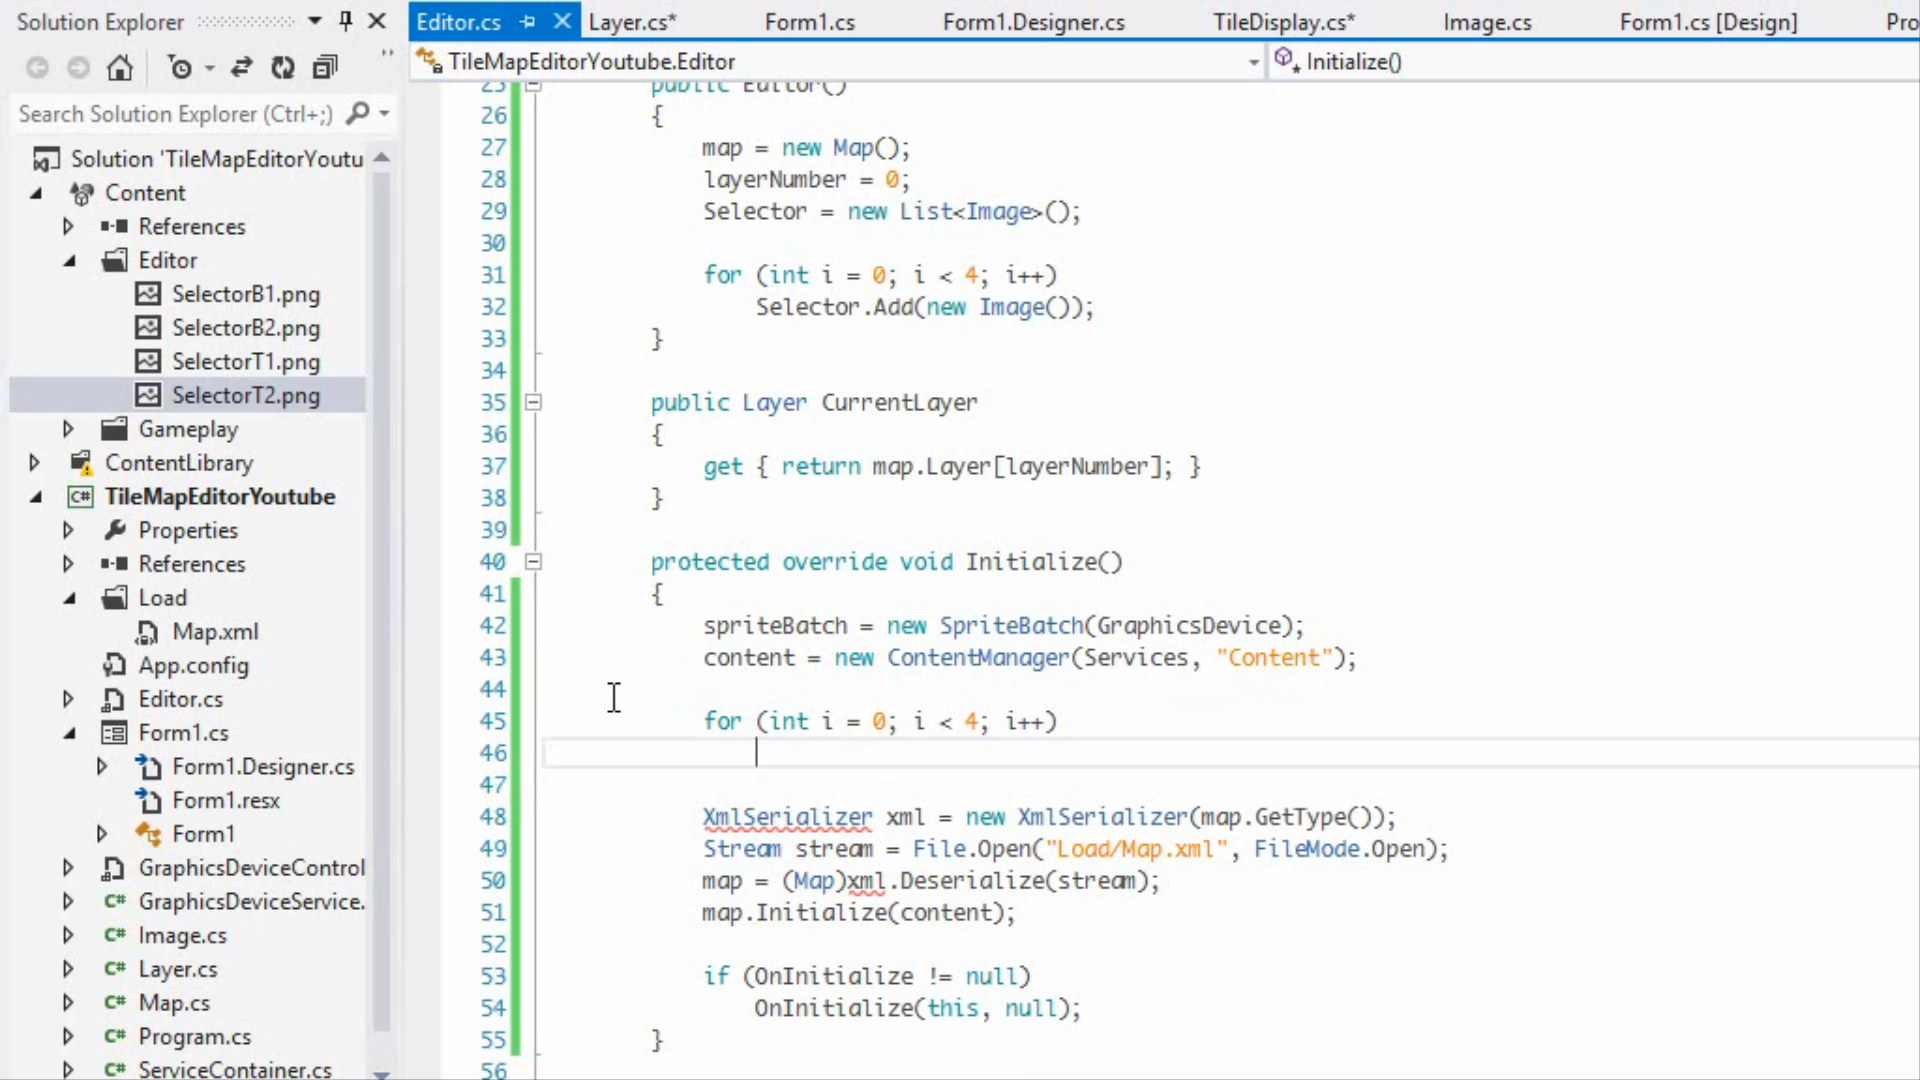 Solution Explorer
Search Solution Explorer (Ctrl+;)
Solution 'TileMapEditorYoutu
Content
References
Editor
SelectorB1.png
SelectorB2.png
SelectorT1.png
SelectorT2.png
Gameplay
ContentLibrary
TileMapEditorYoutube
Properties
References
Load
Map.xml
App.config
Editor.cs
Form1.cs
Form1.Designer.cs
Form1.resx
Form1
GraphicsDeviceControl
GraphicsDeviceService.
Image.cs
Layer.cs
Map.cs
Program.cs
ServiceContainer.cs
Editor.cs Layer.cs* Form1.cs Form1.Designer.cs TileDisplay.cs* Image.cs Form1.cs [Design] Pro
TileMapEditorYoutube.Editor Initialize()
25 public Editor()
26 {
27 map = new Map();
28 layerNumber = 0;
29 Selector = new List<Image>();
30
31 for (int i = 0; i < 4; i++)
32 Selector.Add(new Image());
33 }
34
35 public Layer CurrentLayer
36 {
37 get { return map.Layer[layerNumber]; }
38 }
39
40 protected override void Initialize()
41 {
42 spriteBatch = new SpriteBatch(GraphicsDevice);
43 content = new ContentManager(Services, "Content");
44
45 for (int i = 0; i < 4; i++)
46
47
48 XmlSerializer xml = new XmlSerializer(map.GetType());
49 Stream stream = File.Open("Load/Map.xml", FileMode.Open);
50 map = (Map)xml.Deserialize(stream);
51 map.Initialize(content);
52
53 if (OnInitialize != null)
54 OnInitialize(this, null);
55 }
56